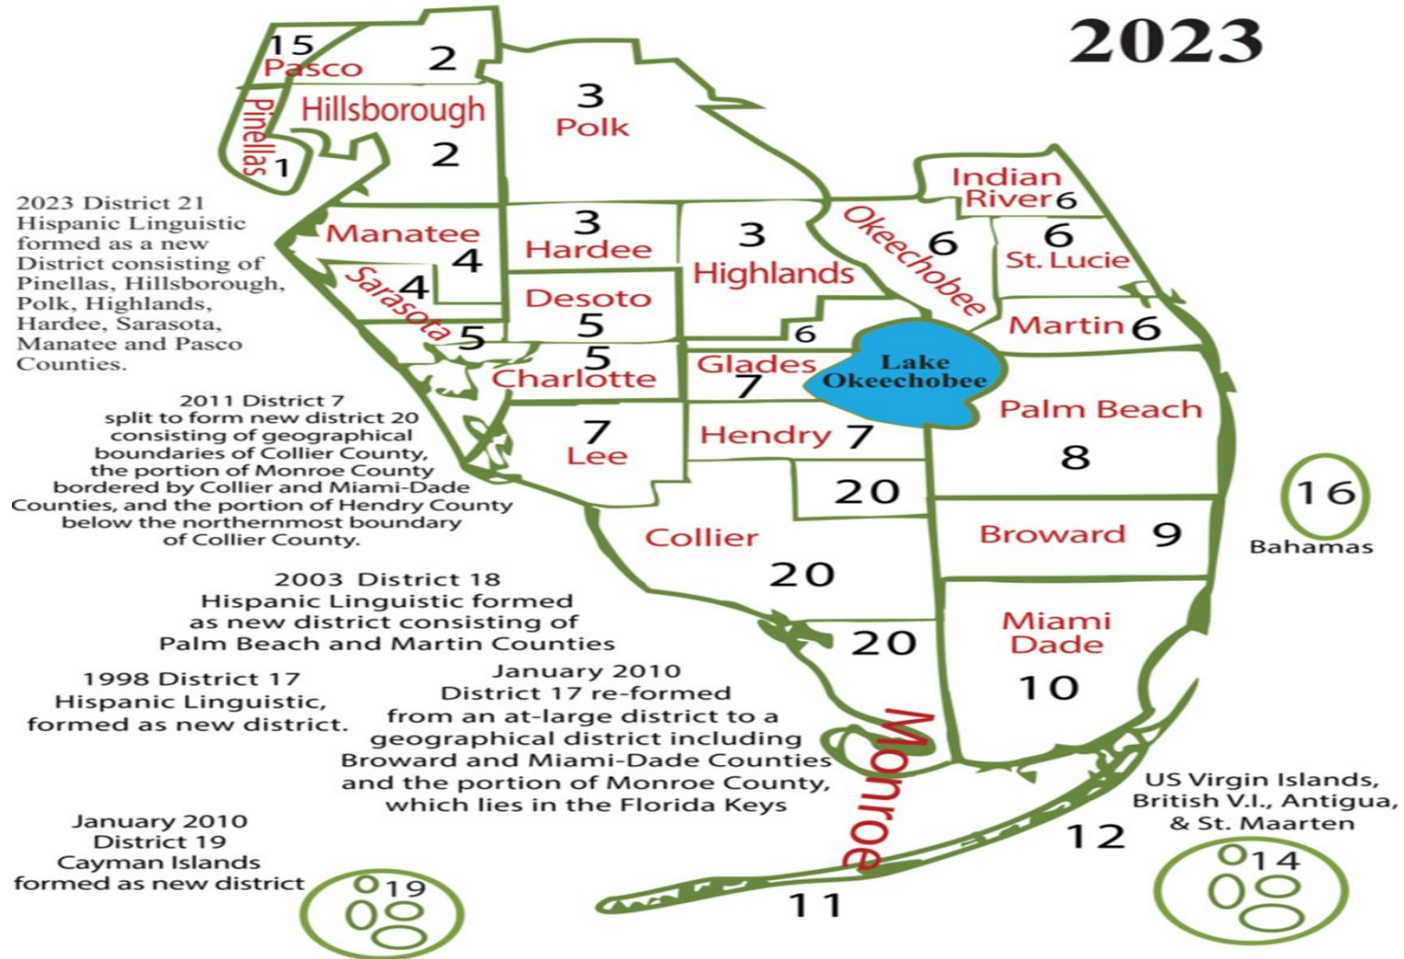 2023
15
Pasco
2
Pinellas
1
Hillsborough
2
3
Polk
Indian
River 6
Okeechobee
6
6
St. Lucie
Martin 6
Manatee
4
Sarasota
4
5
3
Hardee
3
Highlands
Desoto
5
6
5
Charlotte
Glades
7
Lake
Okeechobee
Palm Beach
8
7
Lee
Hendry 7
20
Collier
20
20
Broward 9
Miami
Dade
10
Monroe
11
12
16
Bahamas
2023 District 21
Hispanic Linguistic
formed as a new
District consisting of
Pinellas, Hillsborough,
Polk, Highlands,
Hardee, Sarasota,
Manatee and Pasco
Counties.
2011 District 7
split to form new district 20
consisting of geographical
boundaries of Collier County,
the portion of Monroe County
bordered by Collier and Miami-Dade
Counties, and the portion of Hendry County
below the northernmost boundary
of Collier County.
2003 District 18
Hispanic Linguistic formed
as new district consisting of
Palm Beach and Martin Counties
1998 District 17
Hispanic Linguistic,
formed as new district.
January 2010
District 17 re-formed
from an at-large district to a
geographical district including
Broward and Miami-Dade Counties
and the portion of Monroe County,
which lies in the Florida Keys
January 2010
District 19
Cayman Islands
formed as new district
19
US Virgin Islands,
British V.I., Antigua,
& St. Maarten
14